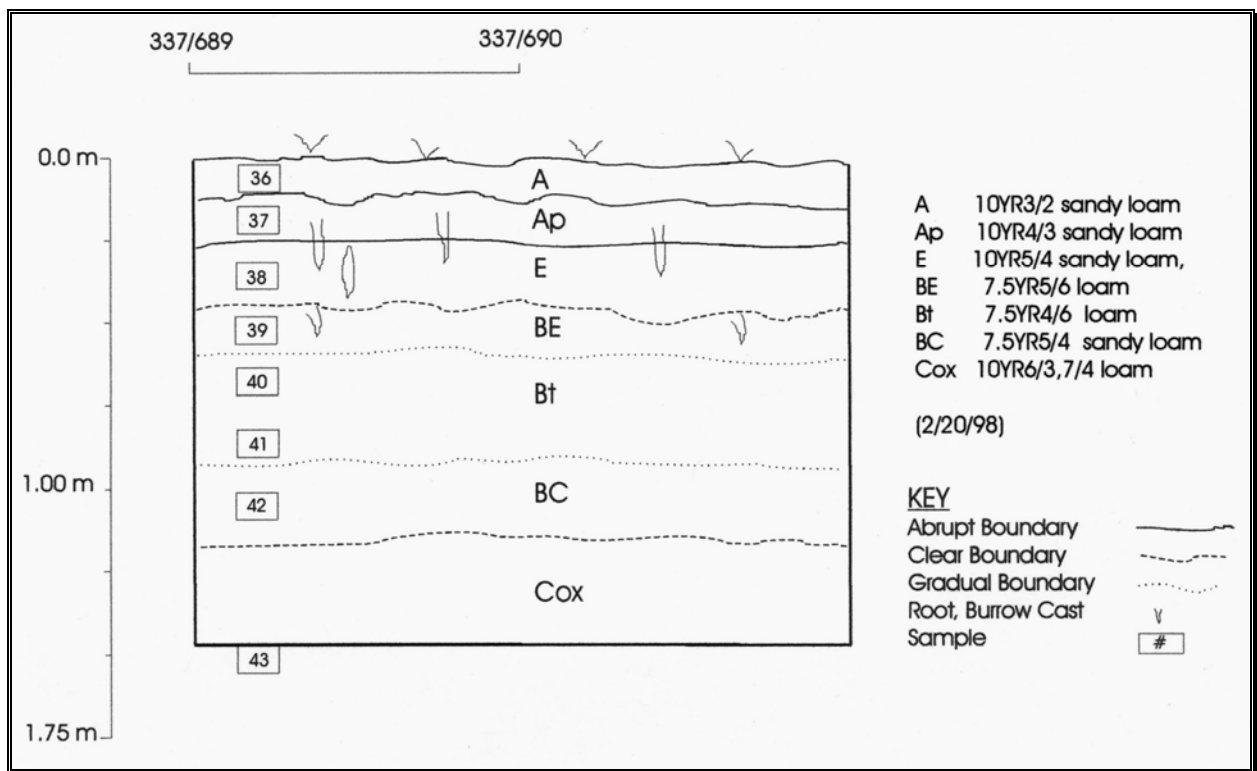 337/689 337/690
0.0 m
36 A
37 Ap
38 E
39 BE
40 Bt
41
1.00 m
42 BC
Cox
43
1.75 m
A 10YR3/2 sandy loam
Ap 10YR4/3 sandy loam
E 10YR5/4 sandy loam,
BE 7.5YR5/6 loam
Bt 7.5YR4/6 loam
BC 7.5YR5/4 sandy loam
Cox 10YR6/3,7/4 loam
(2/20/98)
KEY
Abrupt Boundary
Clear Boundary
Gradual Boundary
Root, Burrow Cast
Sample #